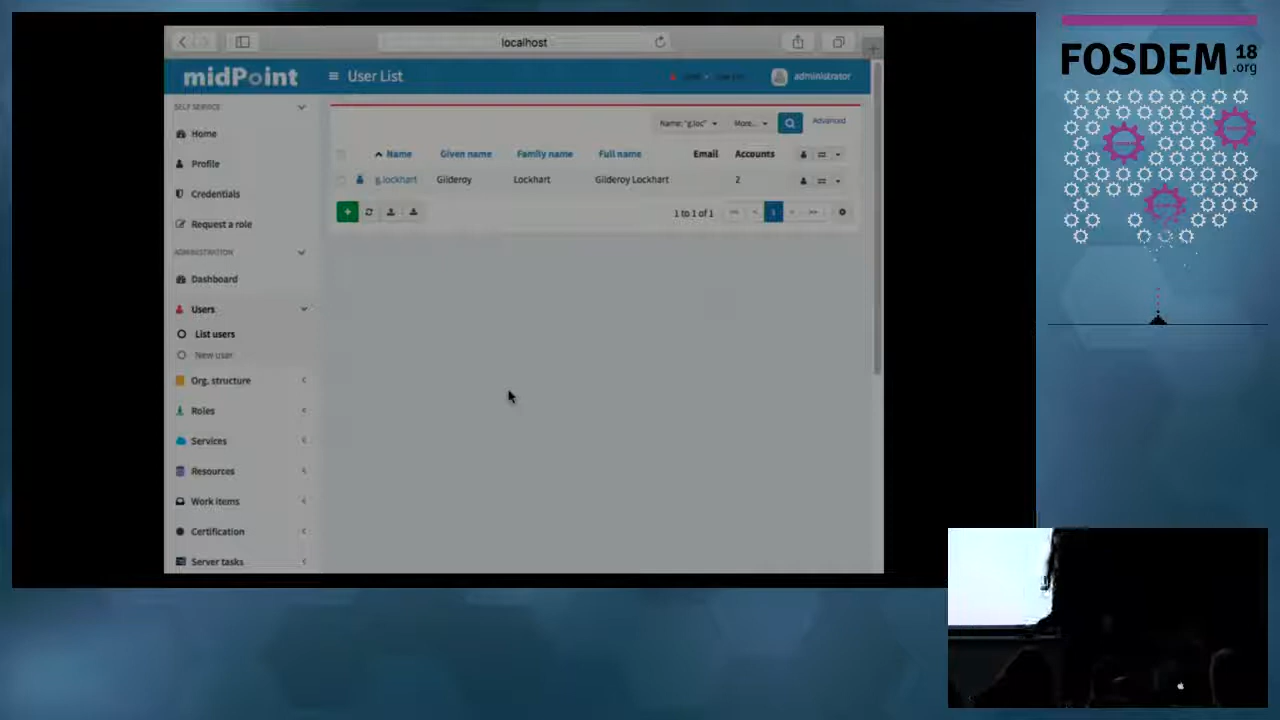 localhost
midPoint
User List
administrator
SELF SERVICE
Home
Profile
Credentials
Request a role
ADMINISTRATION
Dashboard
Users
List users
New user
Org. structure
Roles
Services
Resources
Work items
Certification
Server tasks
Name: "g.loc"
More...
Advanced
Name Given name Family name Full name Email Accounts
g.lockhart Gilderoy Lockhart Gilderoy Lockhart 2
1 to 1 of 1
<< < 1 > >>
FOSDEM 18
.org